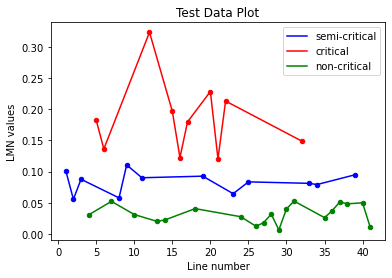 Test Data Plot
semi-critical
critical
non-critical
LMN values
0.30
0.25
0.20
0.15
0.10
0.05
0.00
0 5 10 15 20 25 30 35 40
Line number